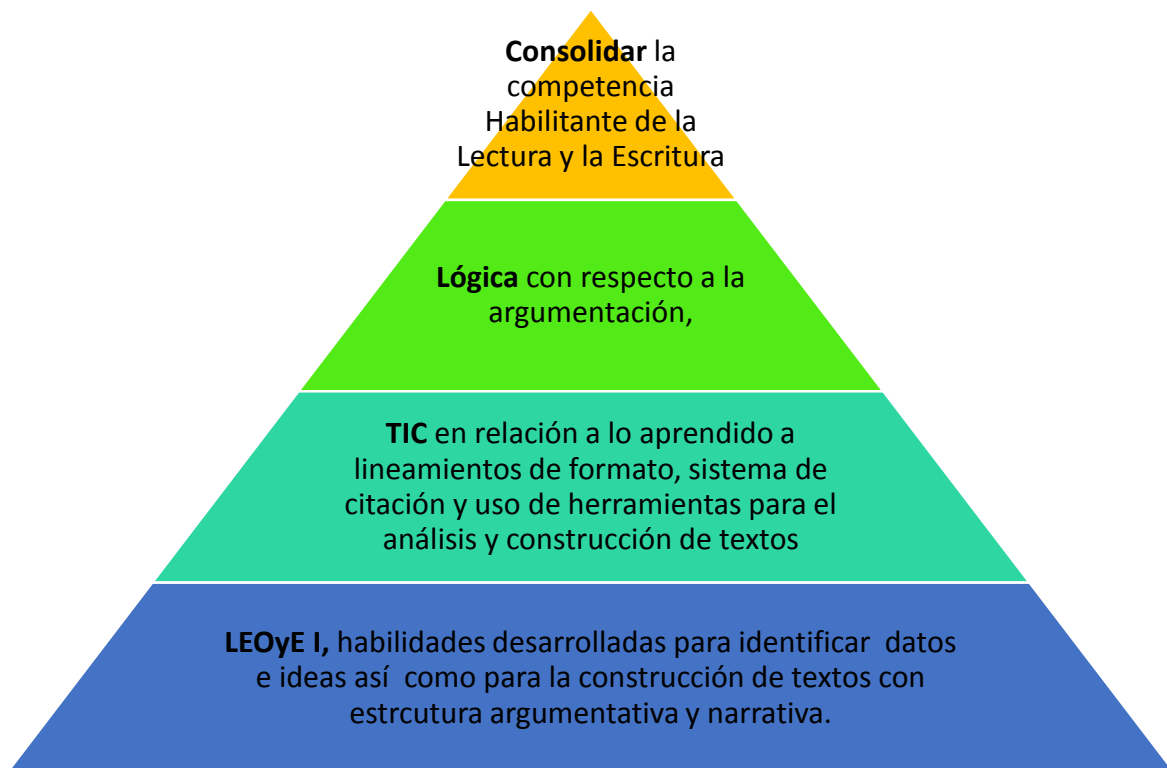 Consolidar la
competencia
Habilitante de la
Lectura y la Escritura
Lógica con respecto a la
argumentación,
TIC en relación a lo aprendido a
lineamientos de formato, sistema de
citación y uso de herramientas para el
análisis y construcción de textos
LEOyE I, habilidades desarrolladas para identificar datos
e ideas así como para la construcción de textos con
estrcutura argumentativa y narrativa.